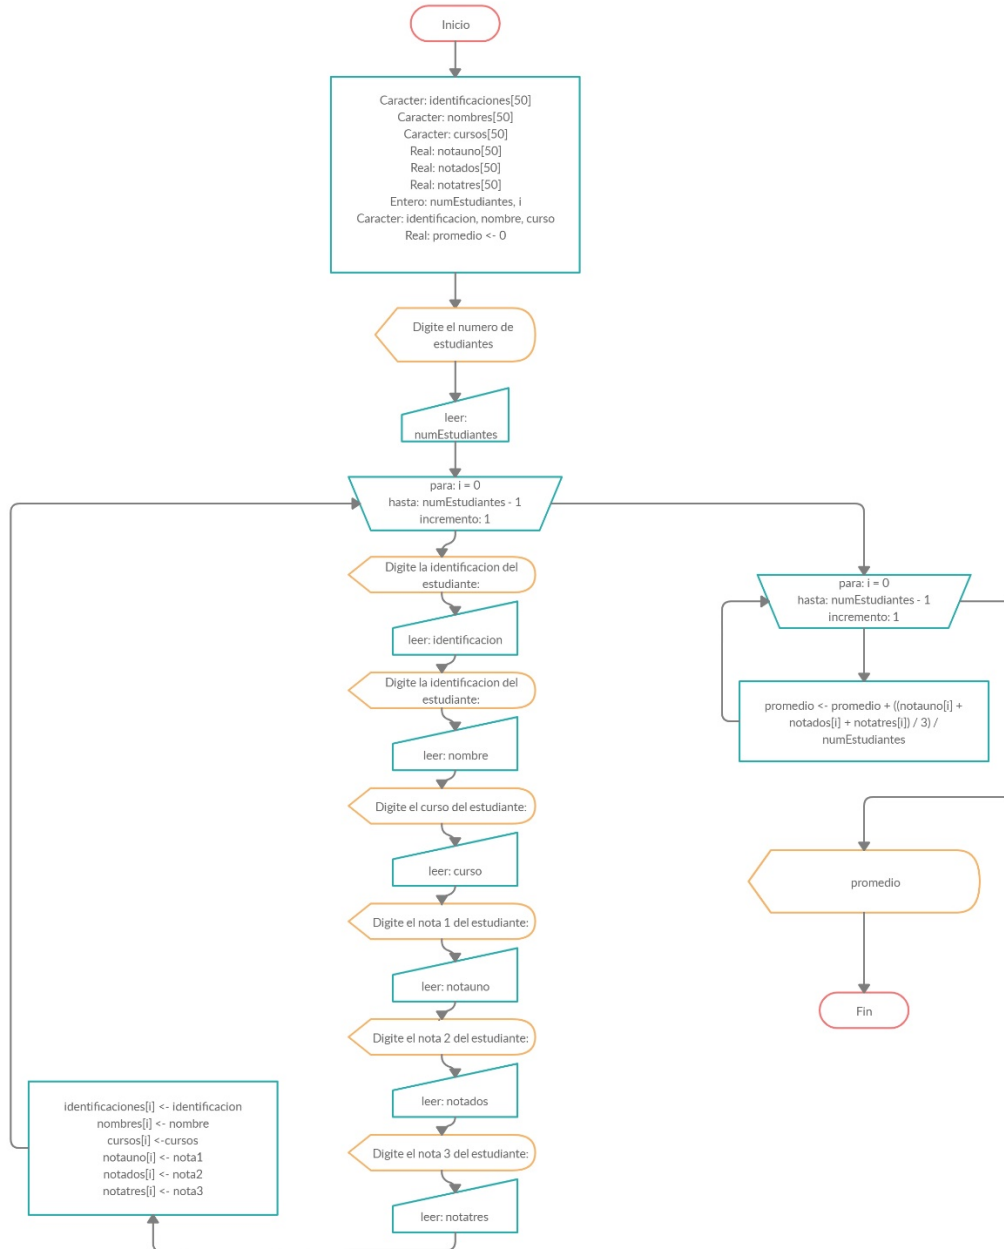 Inicio
Caracter: identificaciones[50]
Caracter: nombres[50]
Caracter: cursos[50]
Real: notauno[50]
Real: notados[50]
Real: notatres[50]
Entero: numEstudiantes, i
Caracter: identificacion, nombre, curso
Real: promedio <- 0
Digite el numero de
estudiantes
leer:
numEstudiantes
para: i = 0
hasta: numEstudiantes - 1
incremento: 1
Digite la identificacion del
estudiante:
leer: identificacion
Digite la identificacion del
estudiante:
leer: nombre
Digite el curso del estudiante:
leer: curso
Digite el nota 1 del estudiante:
leer: notauno
Digite el nota 2 del estudiante:
leer: notados
Digite el nota 3 del estudiante:
leer: notatres
identificaciones[i] <- identificacion
nombres[i] <- nombre
cursos[i] <-cursos
notauno[i] <- nota1
notados[i] <- nota2
notatres[i] <- nota3
para: i = 0
hasta: numEstudiantes - 1
incremento: 1
promedio <- promedio + ((notauno[i] +
notados[i] + notatres[i]) / 3) /
numEstudiantes
promedio
Fin